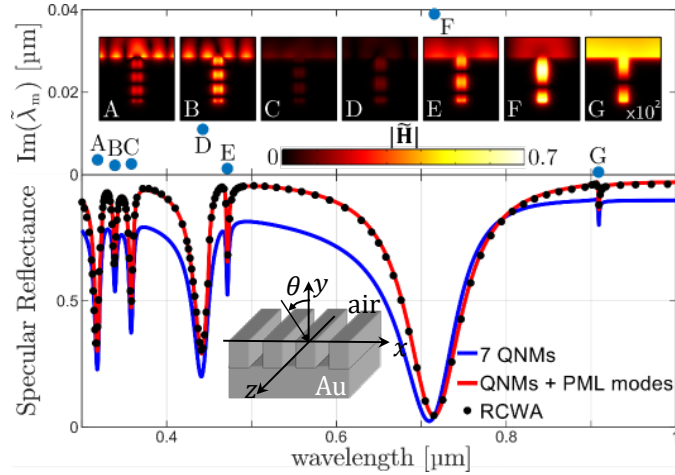 0.04
Im(λ̃ₘ) [μm]
0.02
0
F
A B C D E F G x10²
|H̃|
0 0.7
A B C D E G
Specular Reflectance
0.5
θ y
air
x
z
Au
7 QNMs
QNMs + PML modes
RCWA
0.4 0.6 0.8 1
wavelength [μm]